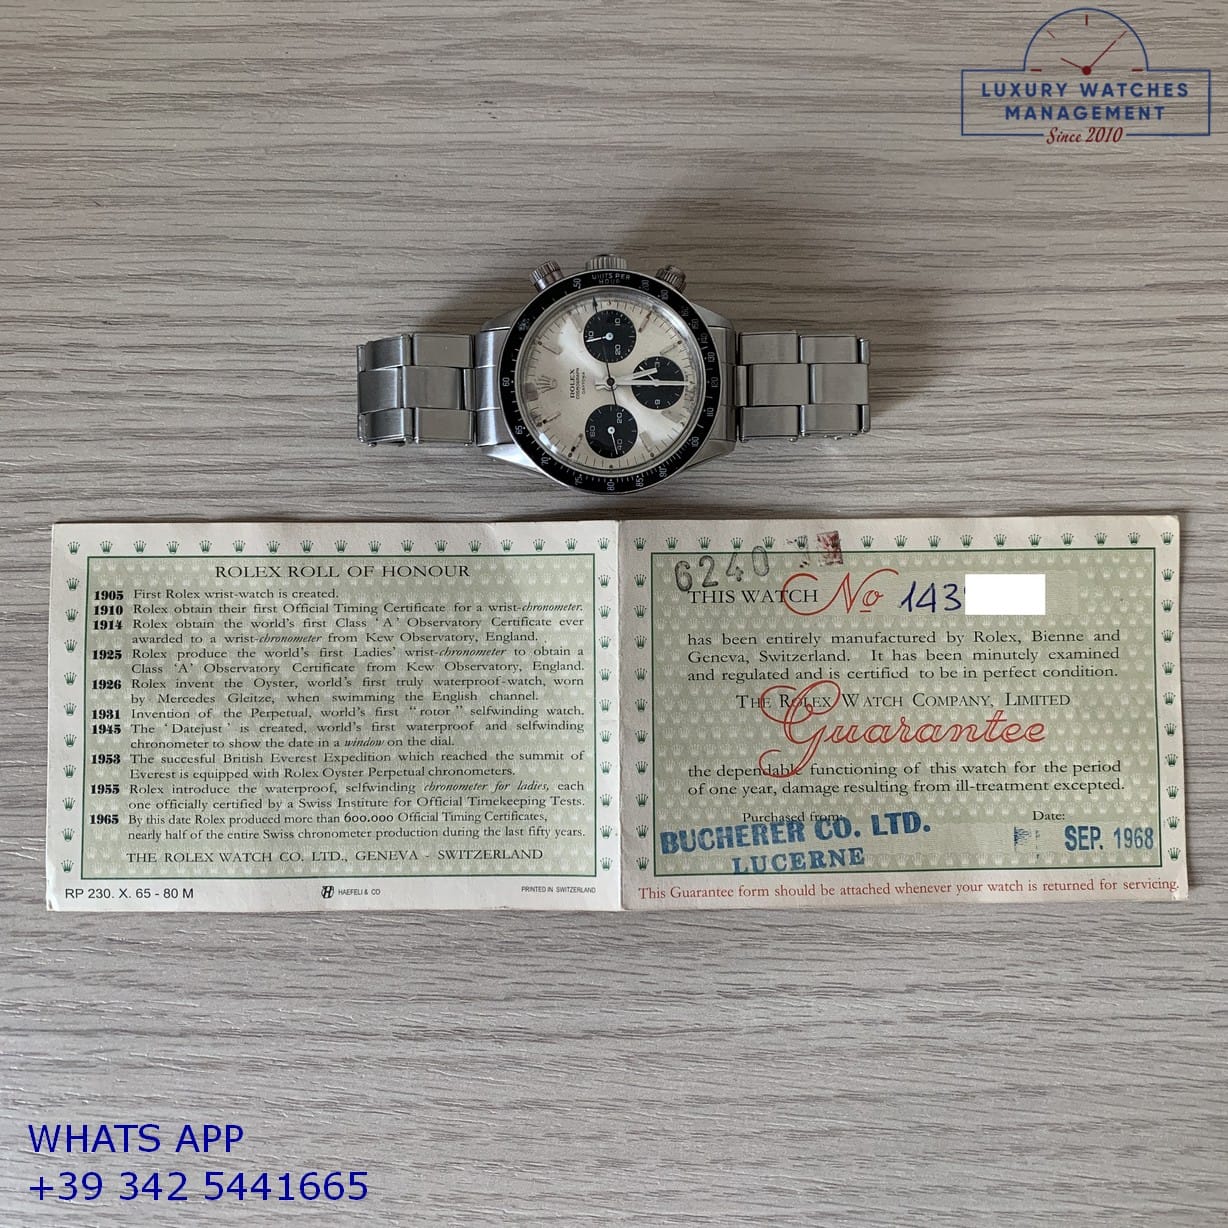 LUXURY WATCHES
MANAGEMENT
Since 2010
UNITS PER
HOUR
ROLEX
COSMOGRAPH
DAYTONA
ROLEX ROLL OF HONOUR
1905 First Rolex wrist-watch is created.
1910 Rolex obtain their first Official Timing Certificate for a wrist-chronometer.
1914 Rolex obtain the world's first Class 'A' Observatory Certificate ever
awarded to a wrist-chronometer from Kew Observatory, England.
1925 Rolex produce the world's first Ladies' wrist-chronometer to obtain a
Class 'A' Observatory Certificate from Kew Observatory, England.
1926 Rolex invent the Oyster, world's first truly waterproof-watch, worn
by Mercedes Gleitze, when swimming the English channel.
1931 Invention of the Perpetual, world's first "rotor" selfwinding watch.
1945 The 'Datejust' is created, world's first waterproof and selfwinding
chronometer to show the date in a window on the dial.
1953 The succesful British Everest Expedition which reached the summit of
Everest is equipped with Rolex Oyster Perpetual chronometers.
1955 Rolex introduce the waterproof, selfwinding chronometer for ladies, each
one officially certified by a Swiss Institute for Official Timekeeping Tests.
1965 By this date Rolex produced more than 600.000 Official Timing Certificates,
nearly half of the entire Swiss chronometer production during the last fifty years.
THE ROLEX WATCH CO. LTD., GENEVA - SWITZERLAND
RP 230. X. 65 - 80 M
HAEFELI & CO
PRINTED IN SWITZERLAND
6240
THIS WATCH No 143
has been entirely manufactured by Rolex, Bienne and
Geneva, Switzerland. It has been minutely examined
and regulated and is certified to be in perfect condition.
THE ROLEX WATCH COMPANY, LIMITED
Guarantee
the dependable functioning of this watch for the period
of one year, damage resulting from ill-treatment excepted.
Purchased from: Date:
BUCHERER CO. LTD.
LUCERNE
SEP. 1968
This Guarantee form should be attached whenever your watch is returned for servicing.
WHATS APP
+39 342 5441665